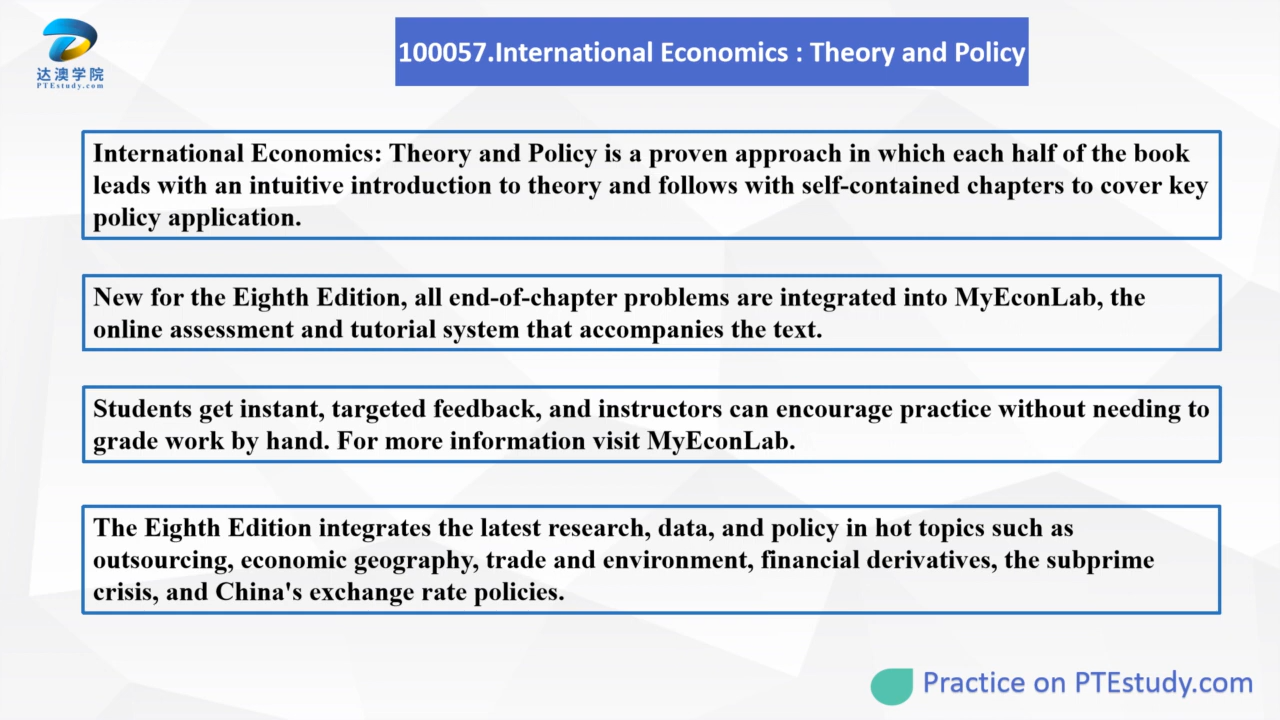 达澳学院
PTEstudy.com
100057.International Economics : Theory and Policy
International Economics: Theory and Policy is a proven approach in which each half of the book
leads with an intuitive introduction to theory and follows with self-contained chapters to cover key
policy application.
New for the Eighth Edition, all end-of-chapter problems are integrated into MyEconLab, the
online assessment and tutorial system that accompanies the text.
Students get instant, targeted feedback, and instructors can encourage practice without needing to
grade work by hand. For more information visit MyEconLab.
The Eighth Edition integrates the latest research, data, and policy in hot topics such as
outsourcing, economic geography, trade and environment, financial derivatives, the subprime
crisis, and China's exchange rate policies.
Practice on PTEstudy.com